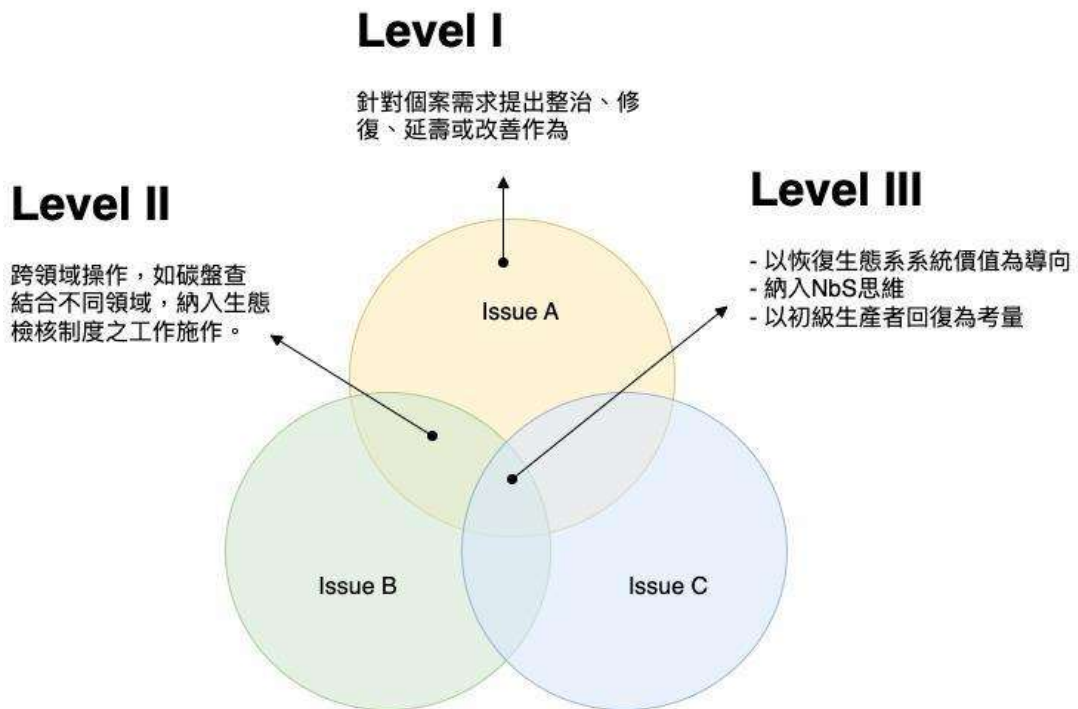 Level I
針對個案需求提出整治、修
復、延壽或改善作為
Level II
跨領域操作，如碳盤查
結合不同領域，納入生態
檢核制度之工作施作。
Level III
- 以恢復生態系系統價值為導向
- 納入NbS思維
- 以初級生產者回復為考量
Issue A
Issue B
Issue C